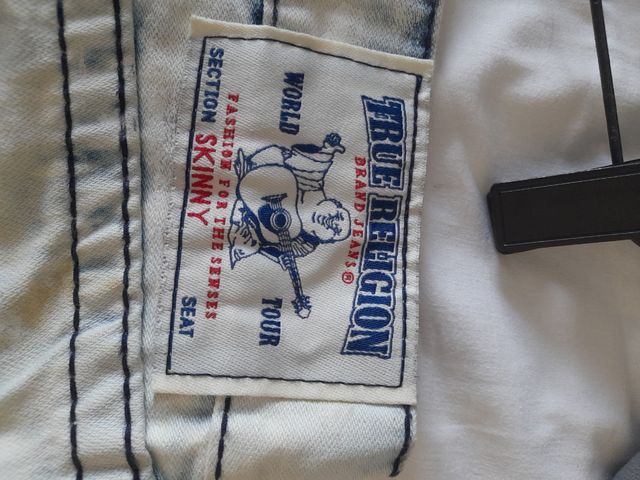 TRUE RELIGION
BRAND JEANS®
WORLD TOUR
FASHION FOR THE SENSES
SECTION SKINNY SEAT